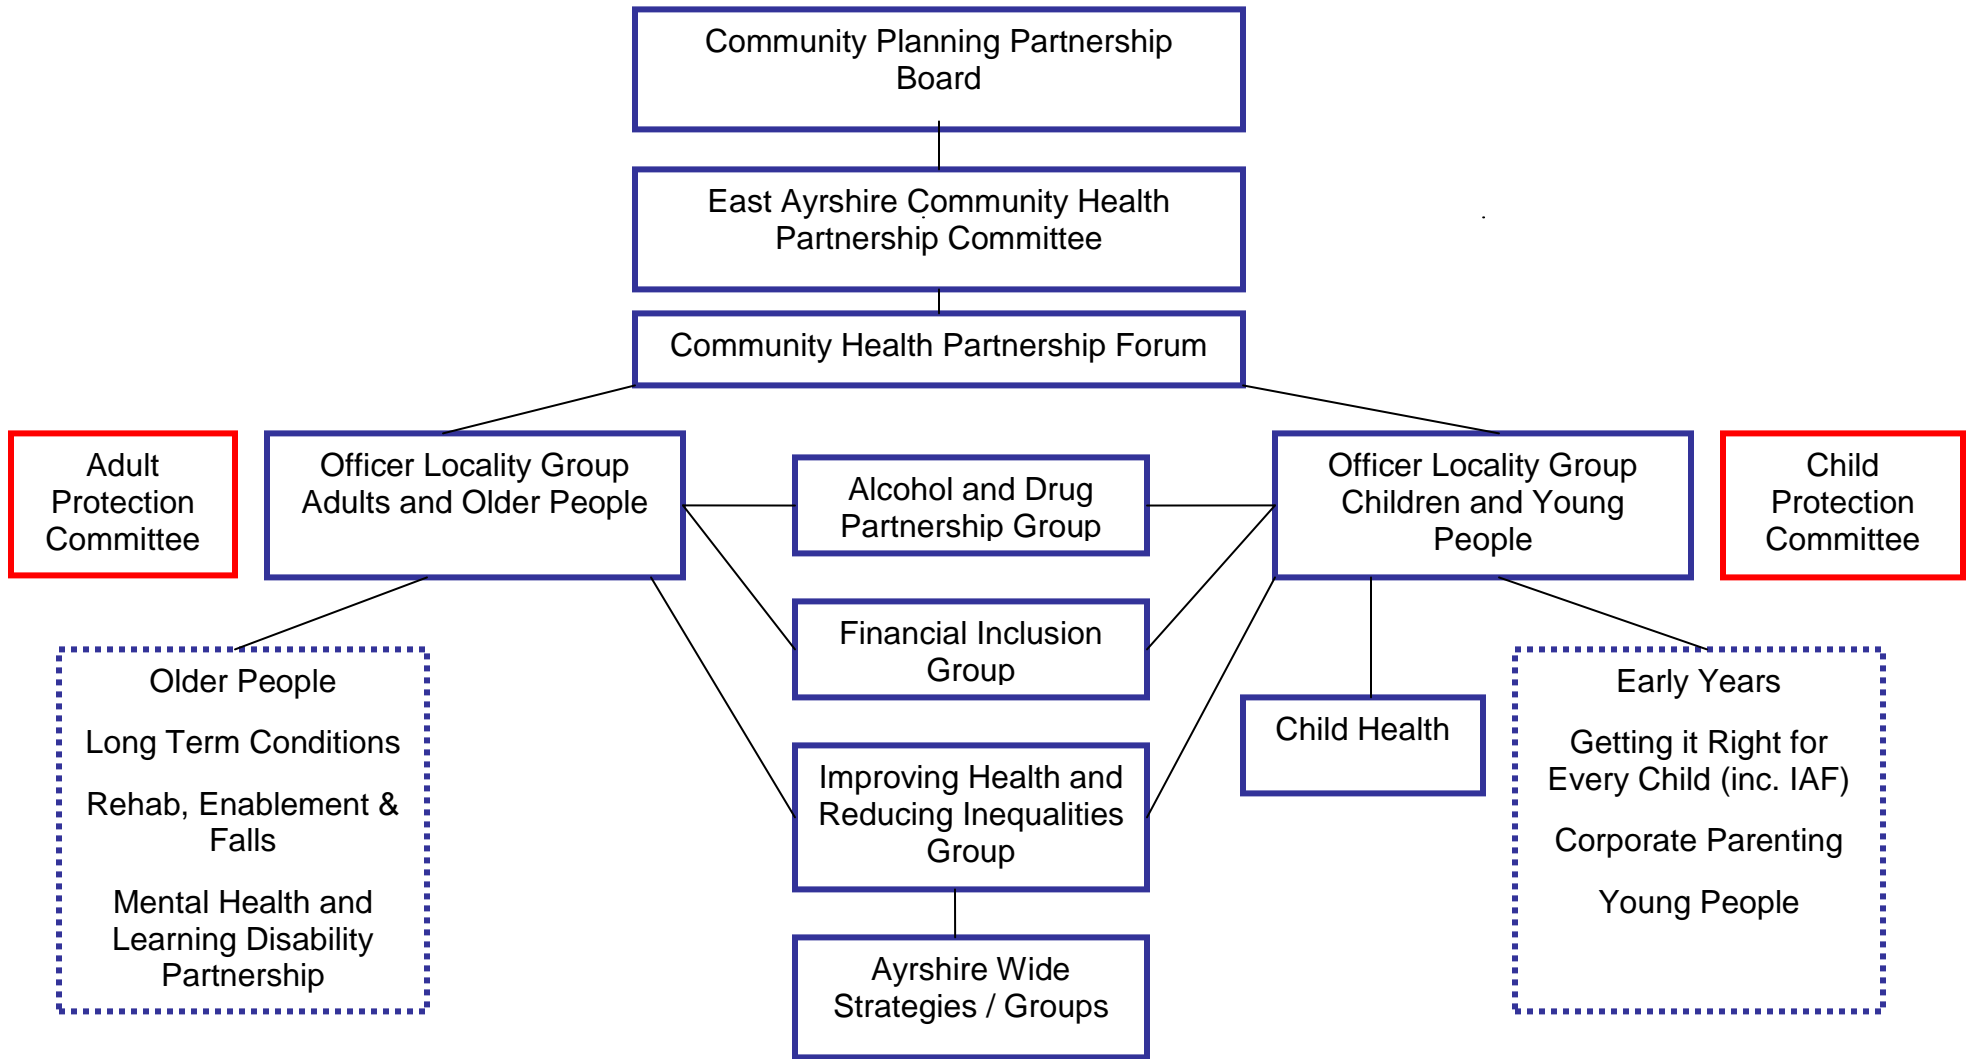 Community Planning Partnership
Board
East Ayrshire Community Health
Partnership Committee
Community Health Partnership Forum
Adult
Protection
Committee
Officer Locality Group
Adults and Older People
Alcohol and Drug
Partnership Group
Officer Locality Group
Children and Young
People
Child
Protection
Committee
Financial Inclusion
Group
Older People
Long Term Conditions
Rehab, Enablement &
Falls
Mental Health and
Learning Disability
Partnership
Improving Health and
Reducing Inequalities
Group
Child Health
Early Years
Getting it Right for
Every Child (inc. IAF)
Corporate Parenting
Young People
Ayrshire Wide
Strategies / Groups